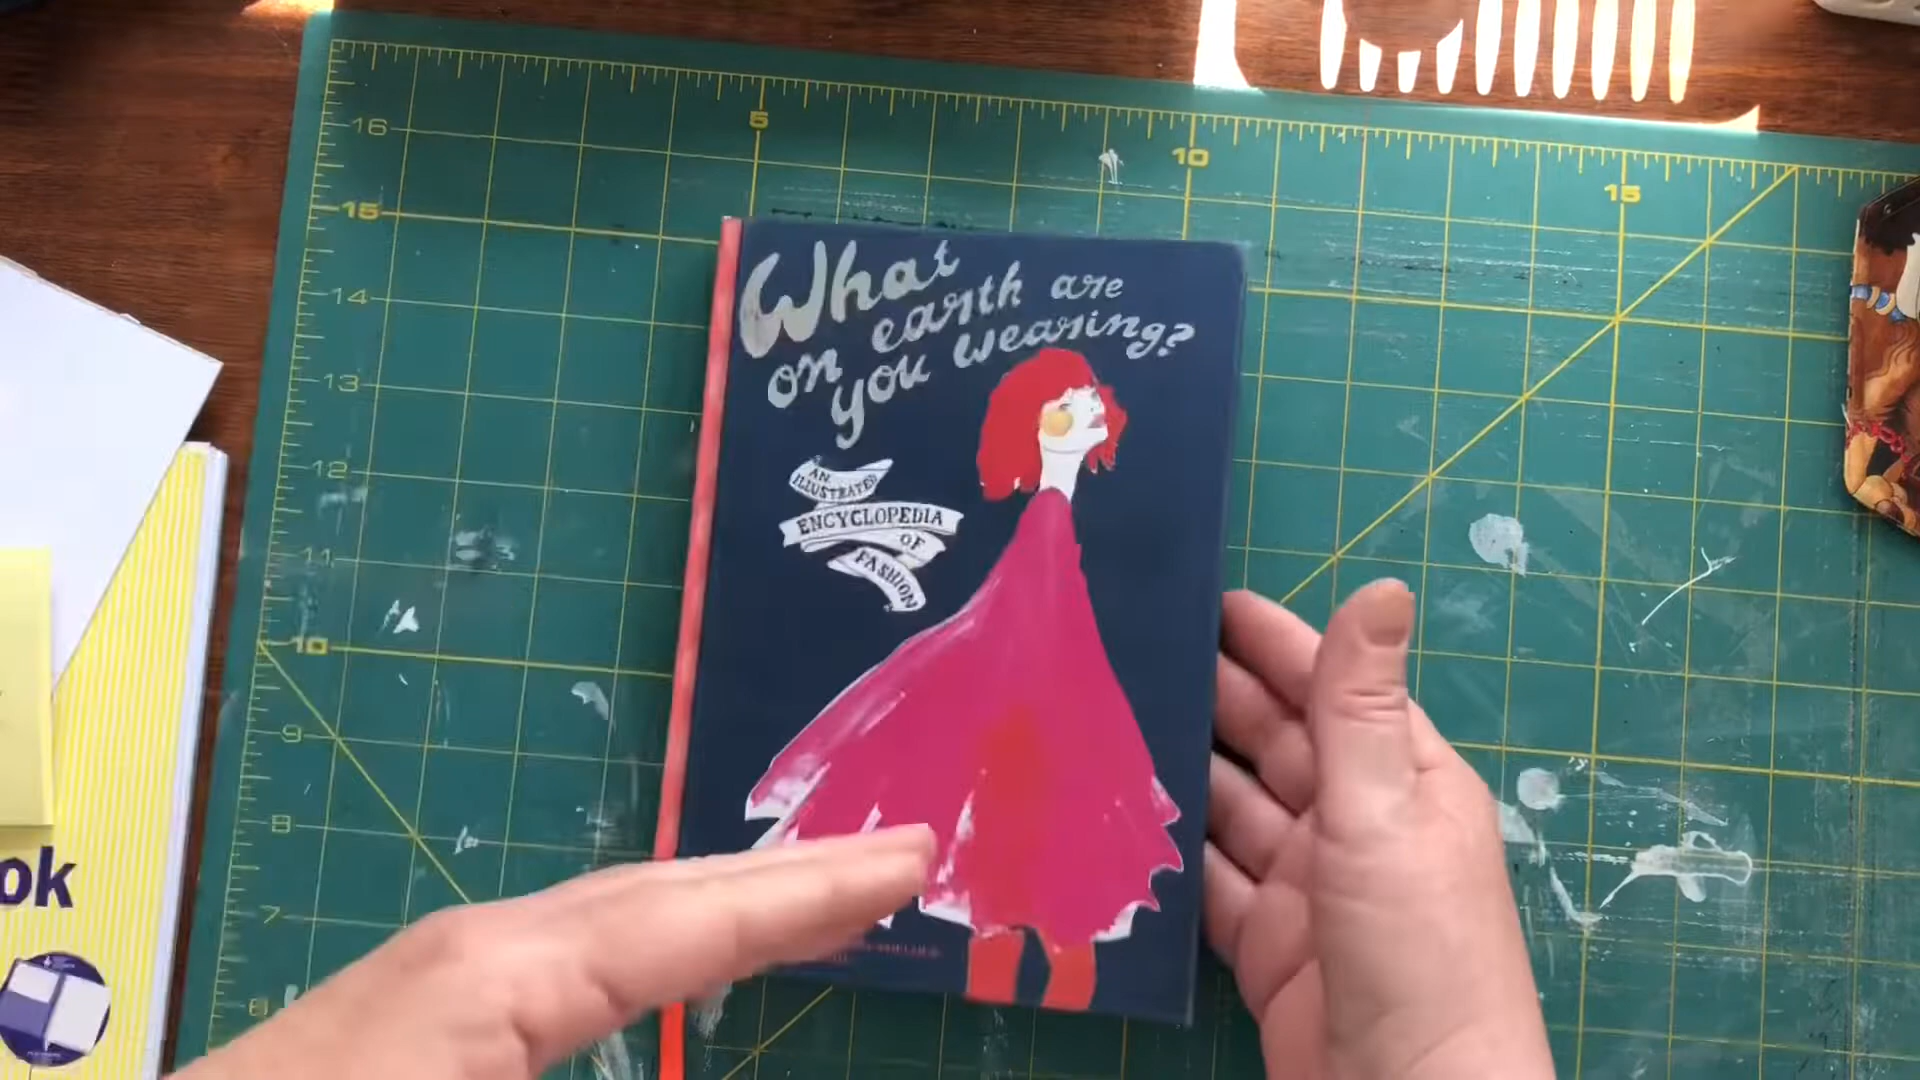 What
on earth are
you wearing?
AN
ILLUSTRATED
ENCYCLOPEDIA
OF
FASHION
5
10
15
16
15
14
13
12
11
10
9
8
7
6
ok